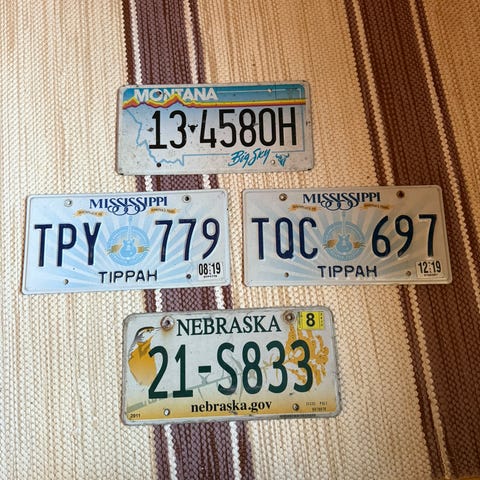 MONTANA
13-4580H
Big Sky
MISSISSIPPI
TPY 779
TIPPAH
08 19
MISSISSIPPI
TQC 697
TIPPAH
12 19
NEBRASKA
8
21-S833
nebraska.gov
2011